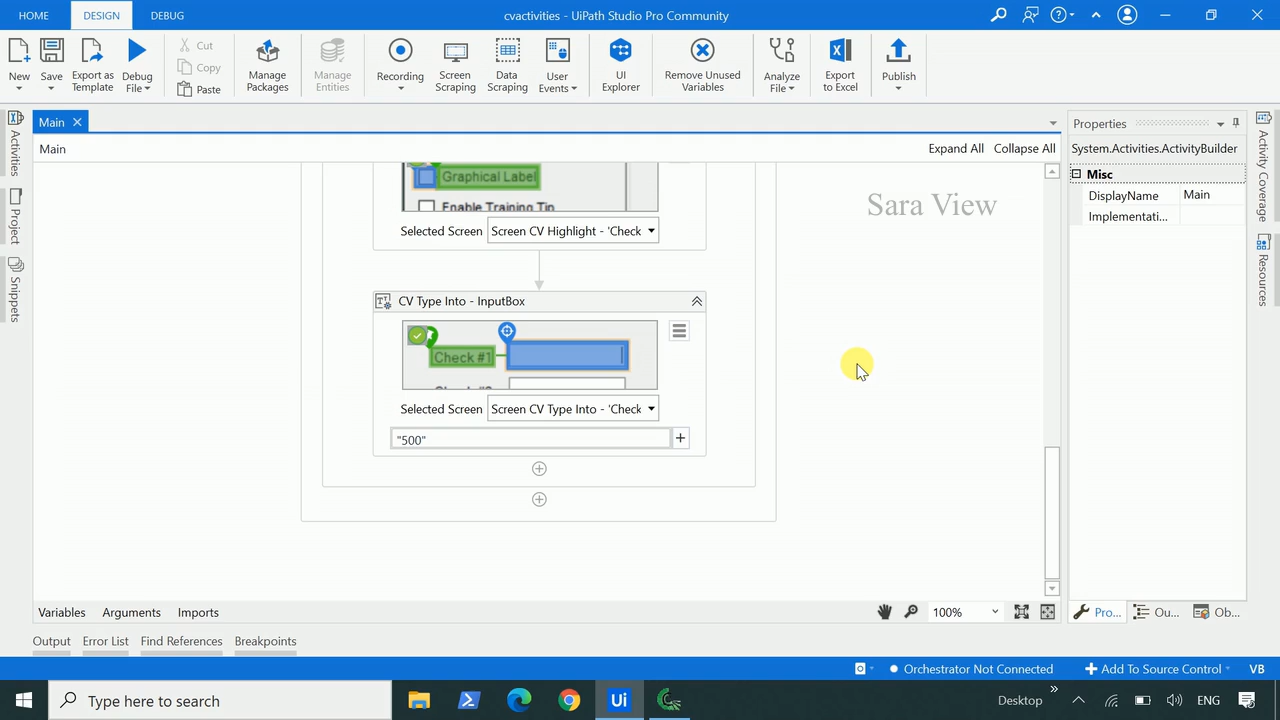 HOME DESIGN DEBUG cvactivities - UiPath Studio Pro Community
New Save Export as Template Debug File Cut Copy Paste Manage Packages Manage Entities Recording Screen Scraping Data Scraping User Events UI Explorer Remove Unused Variables Analyze File Export to Excel Publish
Main
Main Expand All Collapse All
Activities
Project
Snippets
Graphical Label
Enable Training Tip
Selected Screen Screen CV Highlight - 'Check
CV Type Into - InputBox
Check #1
Selected Screen Screen CV Type Into - 'Check
"500"
Sara View
Properties
System.Activities.ActivityBuilder
Misc
DisplayName Main
Implementati...
Activity Coverage
Resources
Variables Arguments Imports 100% Pro... Ou... Ob...
Output Error List Find References Breakpoints
Orchestrator Not Connected Add To Source Control VB
Type here to search Ui Desktop ENG